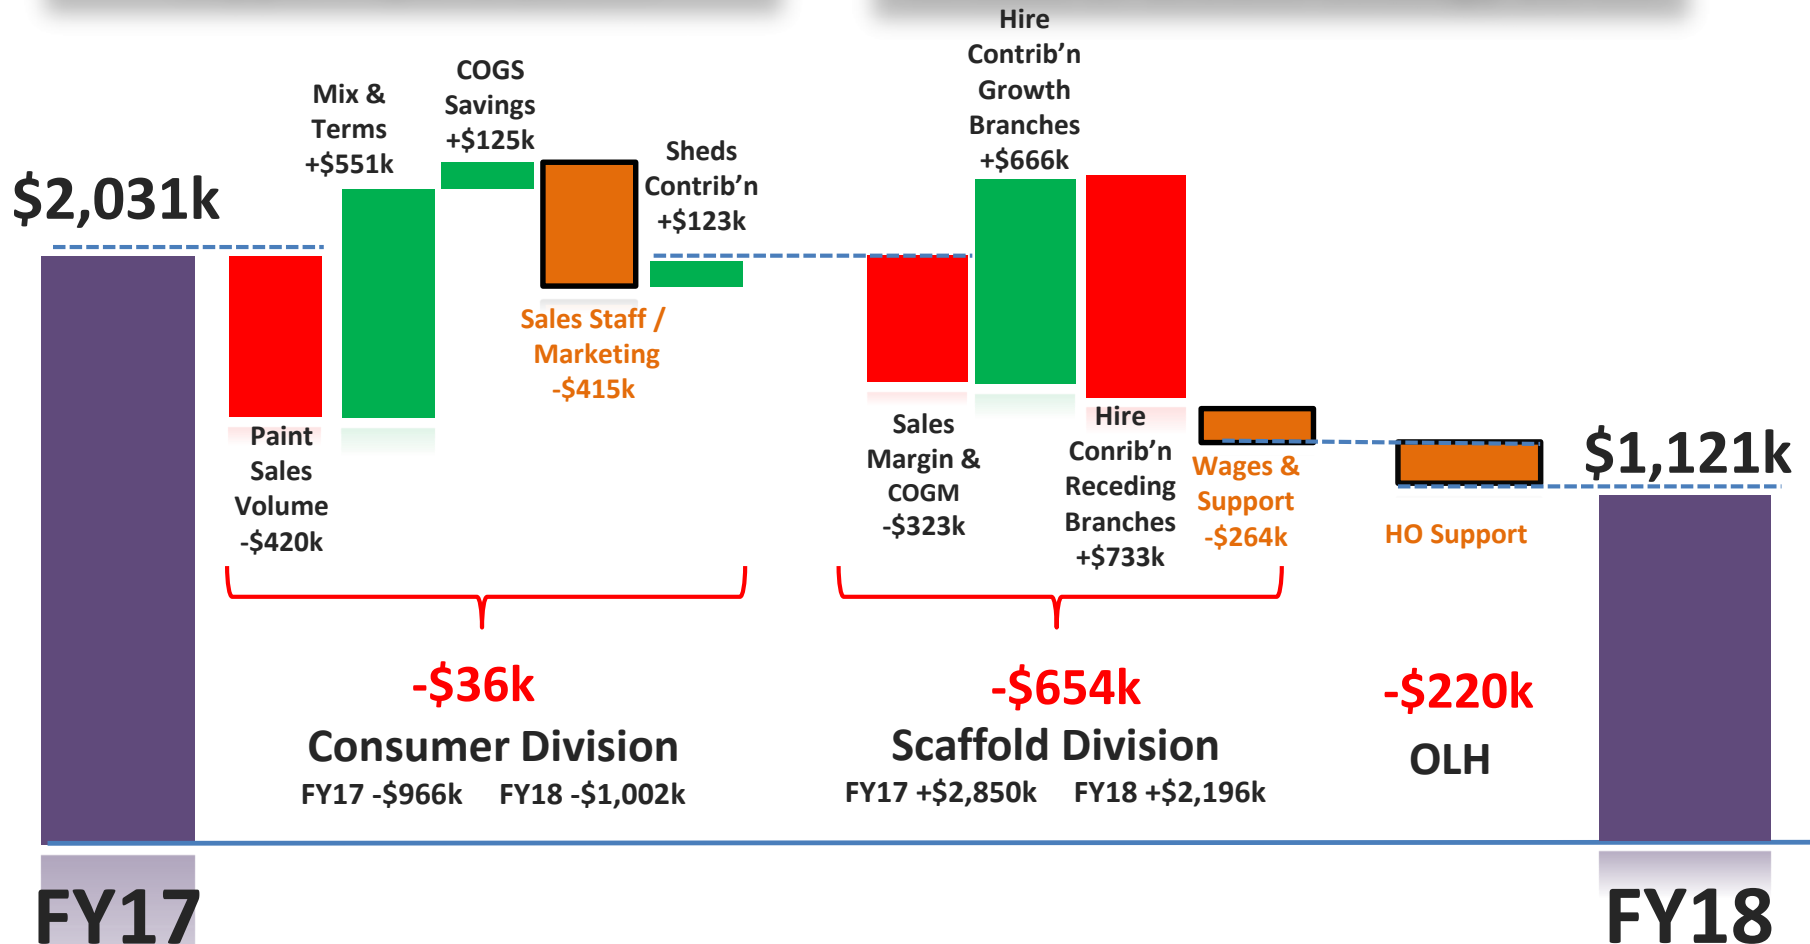 $2,031k
Mix &
Terms
+$551k
COGS
Savings
+$125k
Sheds
Contrib’n
+$123k
Hire
Contrib’n
Growth
Branches
+$666k
Sales Staff /
Marketing
-$415k
Paint
Sales
Volume
-$420k
Sales
Margin &
COGM
-$323k
Hire
Conrib’n
Receding
Branches
+$733k
Wages &
Support
-$264k
HO Support
$1,121k
-$36k
Consumer Division
FY17 -$966k FY18 -$1,002k
-$654k
Scaffold Division
FY17 +$2,850k FY18 +$2,196k
-$220k
OLH
FY17
FY18